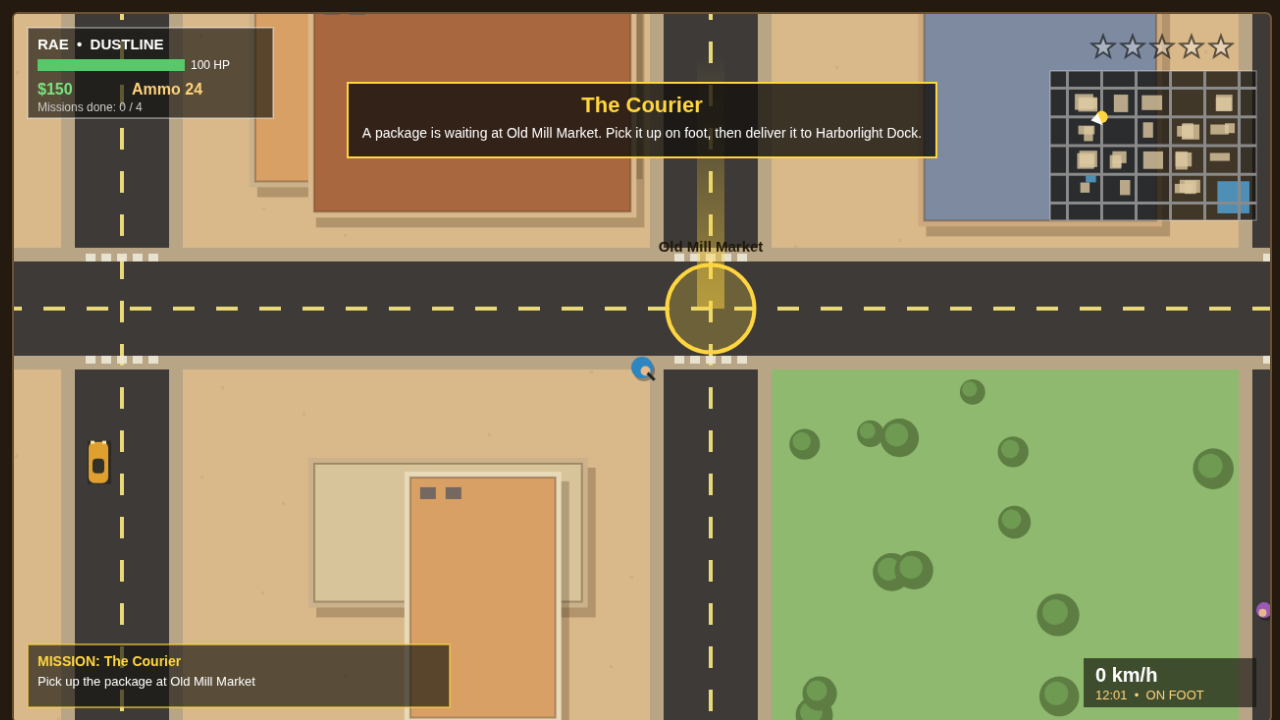 RAE • DUSTLINE
100 HP
$150 Ammo 24
Missions done: 0 / 4
The Courier
A package is waiting at Old Mill Market. Pick it up on foot, then deliver it to Harborlight Dock.
Old Mill Market
MISSION: The Courier
Pick up the package at Old Mill Market
0 km/h
12:01 • ON FOOT